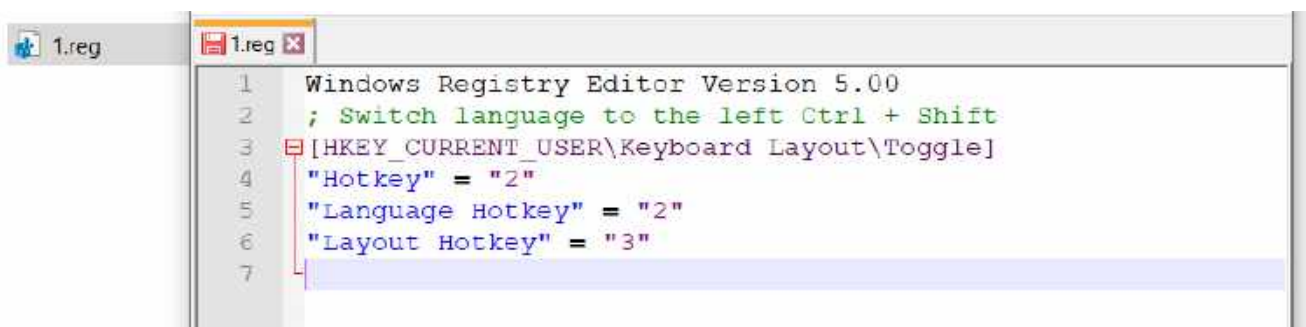 1.reg
1.reg
1 Windows Registry Editor Version 5.00
2 ; Switch language to the left Ctrl + Shift
3 [HKEY_CURRENT_USER\Keyboard Layout\Toggle]
4 "Hotkey" = "2"
5 "Language Hotkey" = "2"
6 "Layout Hotkey" = "3"
7